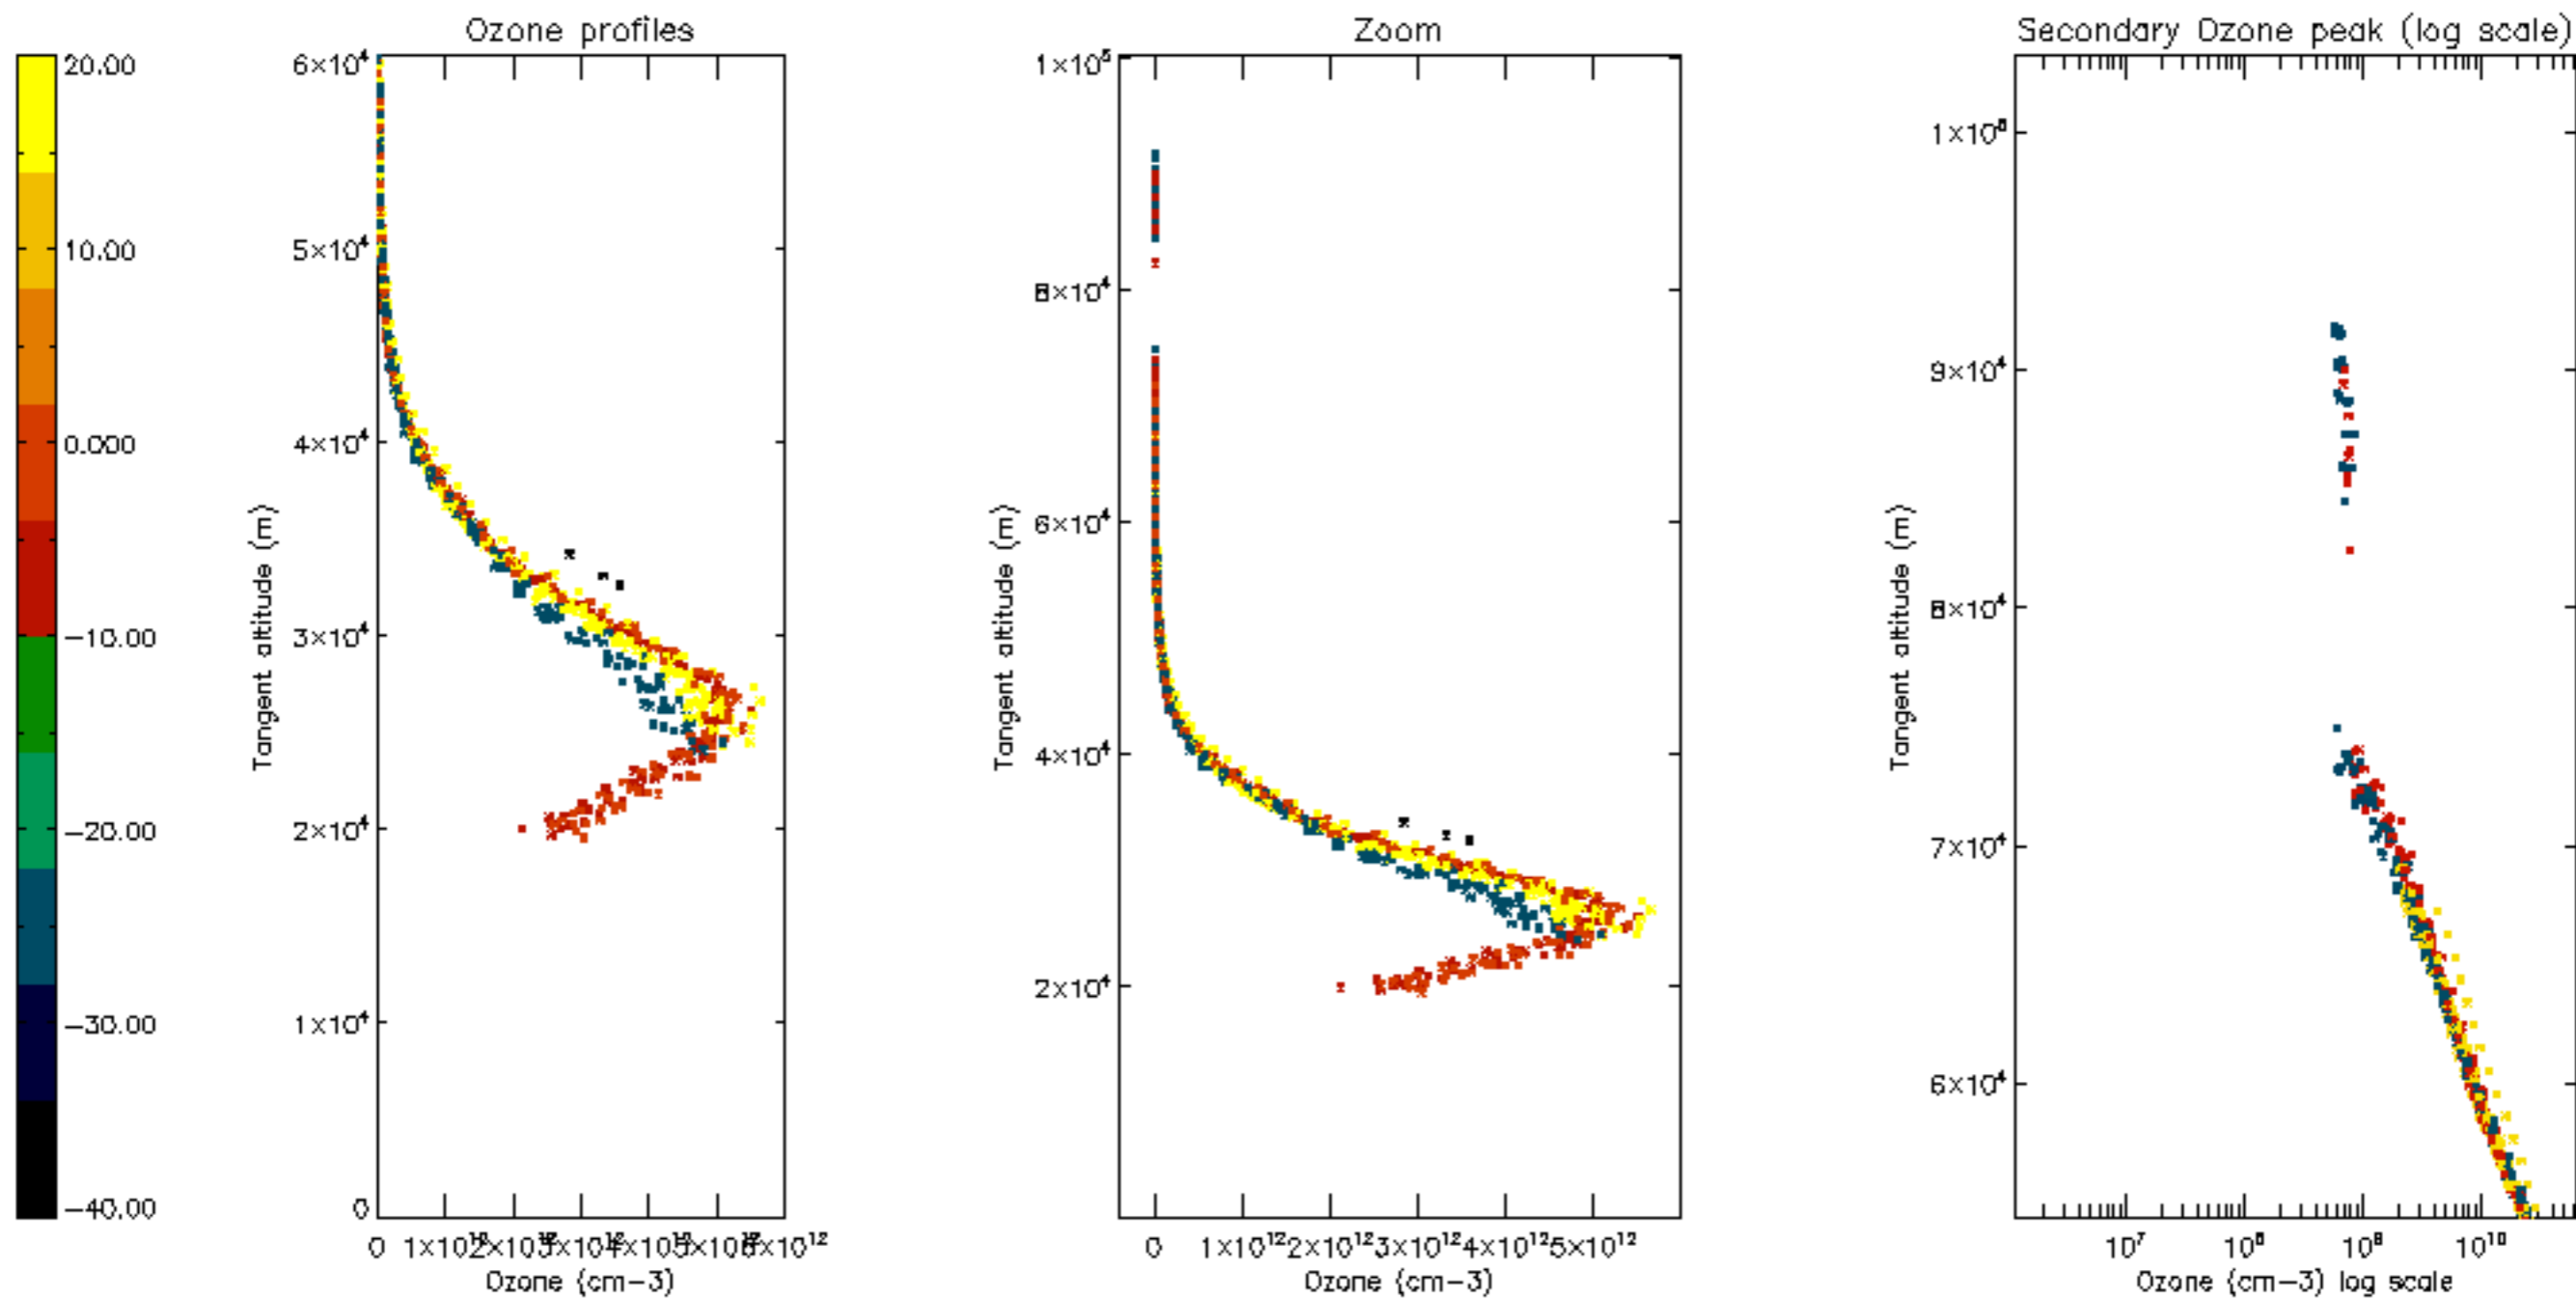 Ozone profiles
Zoom
Secondary Ozone peak (log scale)
20.00
10.00
0.000
−10.00
−20.00
−30.00
−40.00
6×10⁴
5×10⁴
4×10⁴
3×10⁴
2×10⁴
1×10⁴
0
Tangent altitude (m)
0
Ozone (cm−3)
1×10⁵
8×10⁴
6×10⁴
4×10⁴
2×10⁴
Tangent altitude (m)
0 1×10¹² 2×10¹² 3×10¹² 4×10¹² 5×10¹²
Ozone (cm−3)
9×10⁴
8×10⁴
7×10⁴
6×10⁴
Tangent altitude (m)
10⁷ 10⁸ 10⁹ 10¹⁰
Ozone (cm−3) log scale